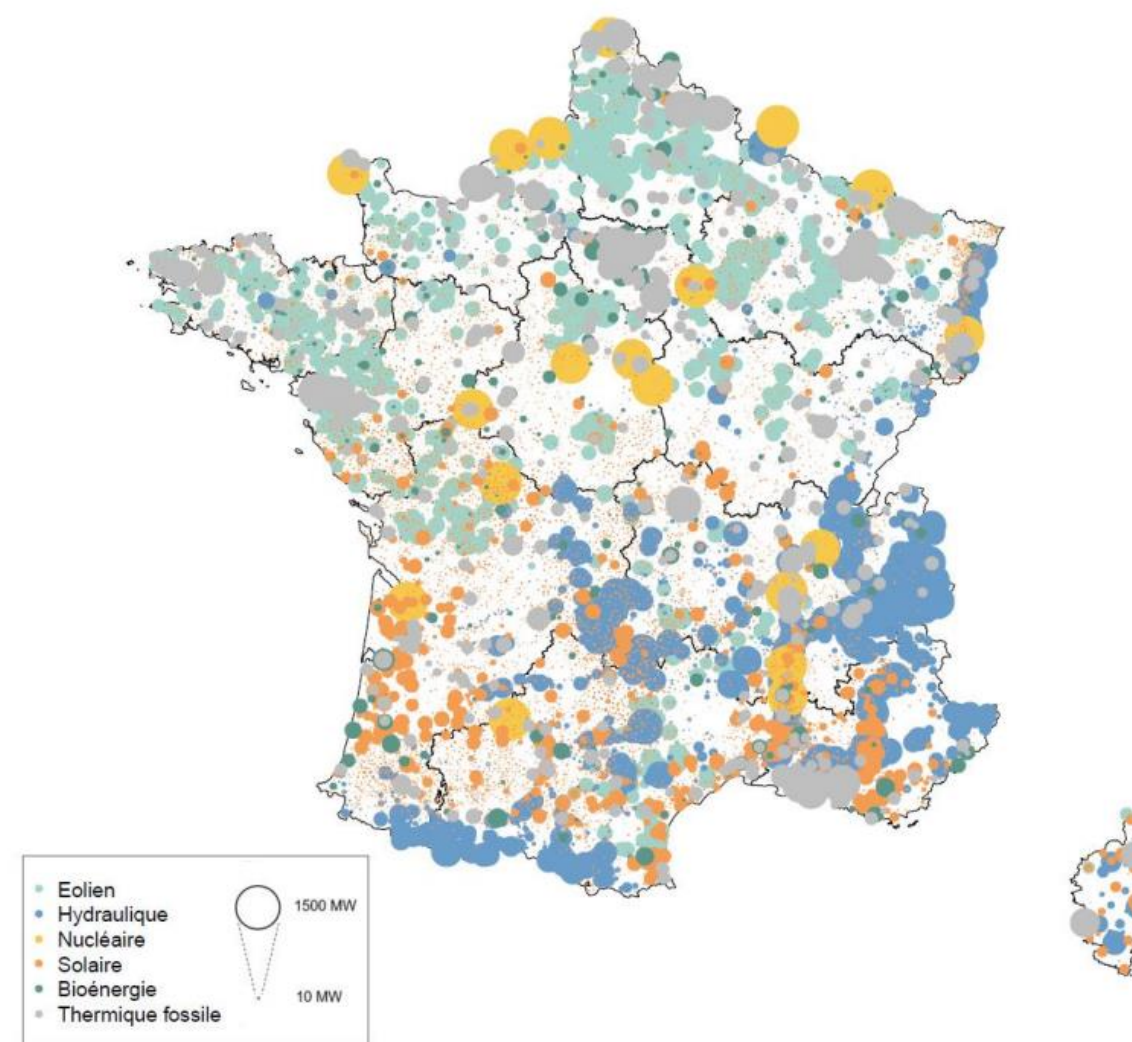 Eolien
Hydraulique
Nucléaire
Solaire
Bioénergie
Thermique fossile
1500 MW
10 MW